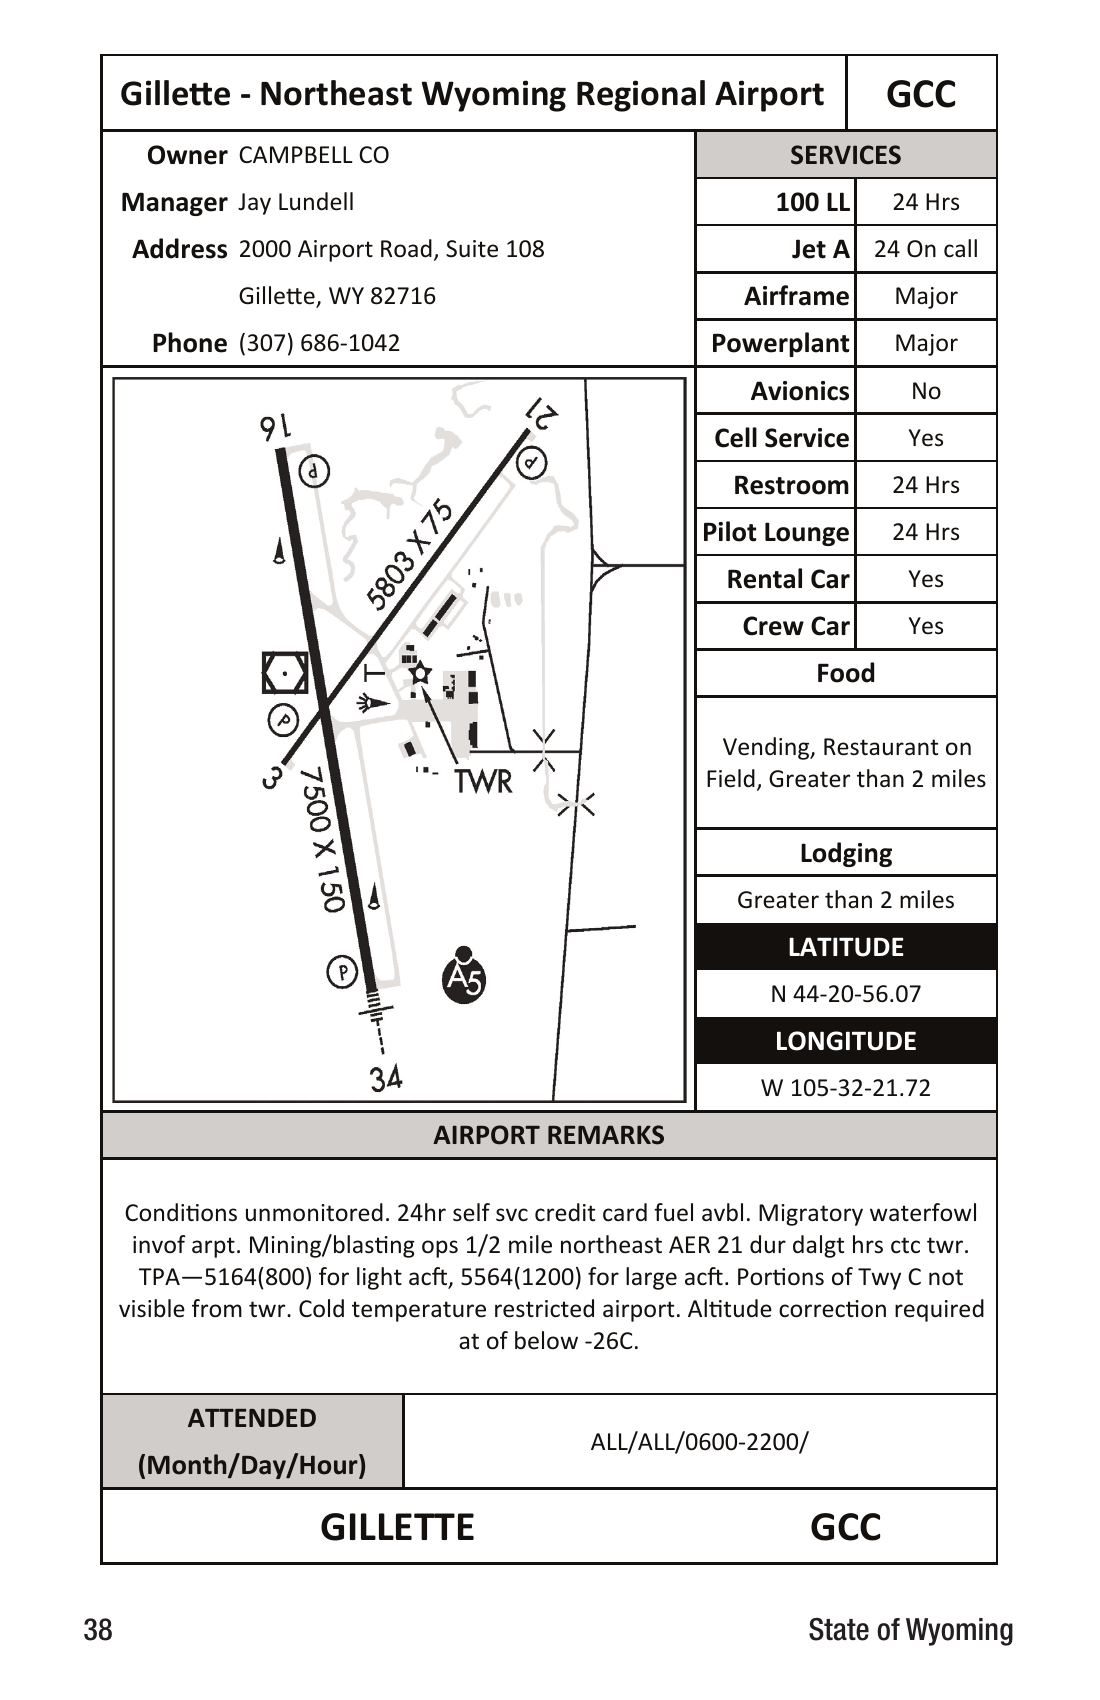 Gillette - Northeast Wyoming Regional Airport GCC
Owner CAMPBELL CO
Manager Jay Lundell
Address 2000 Airport Road, Suite 108
Gillette, WY 82716
Phone (307) 686-1042
SERVICES
100 LL 24 Hrs
Jet A 24 On call
Airframe Major
Powerplant Major
Avionics No
Cell Service Yes
Restroom 24 Hrs
Pilot Lounge 24 Hrs
Rental Car Yes
Crew Car Yes
Food
Vending, Restaurant on
Field, Greater than 2 miles
Lodging
Greater than 2 miles
LATITUDE
N 44-20-56.07
LONGITUDE
W 105-32-21.72
16
21
P
P
5803 X 75
P
3
TWR
7500 X 150
P
A5
34
AIRPORT REMARKS
Conditions unmonitored. 24hr self svc credit card fuel avbl. Migratory waterfowl
invof arpt. Mining/blasting ops 1/2 mile northeast AER 21 dur dalgt hrs ctc twr.
TPA—5164(800) for light acft, 5564(1200) for large acft. Portions of Twy C not
visible from twr. Cold temperature restricted airport. Altitude correction required
at of below -26C.
ATTENDED
(Month/Day/Hour)
ALL/ALL/0600-2200/
GILLETTE GCC
38 State of Wyoming